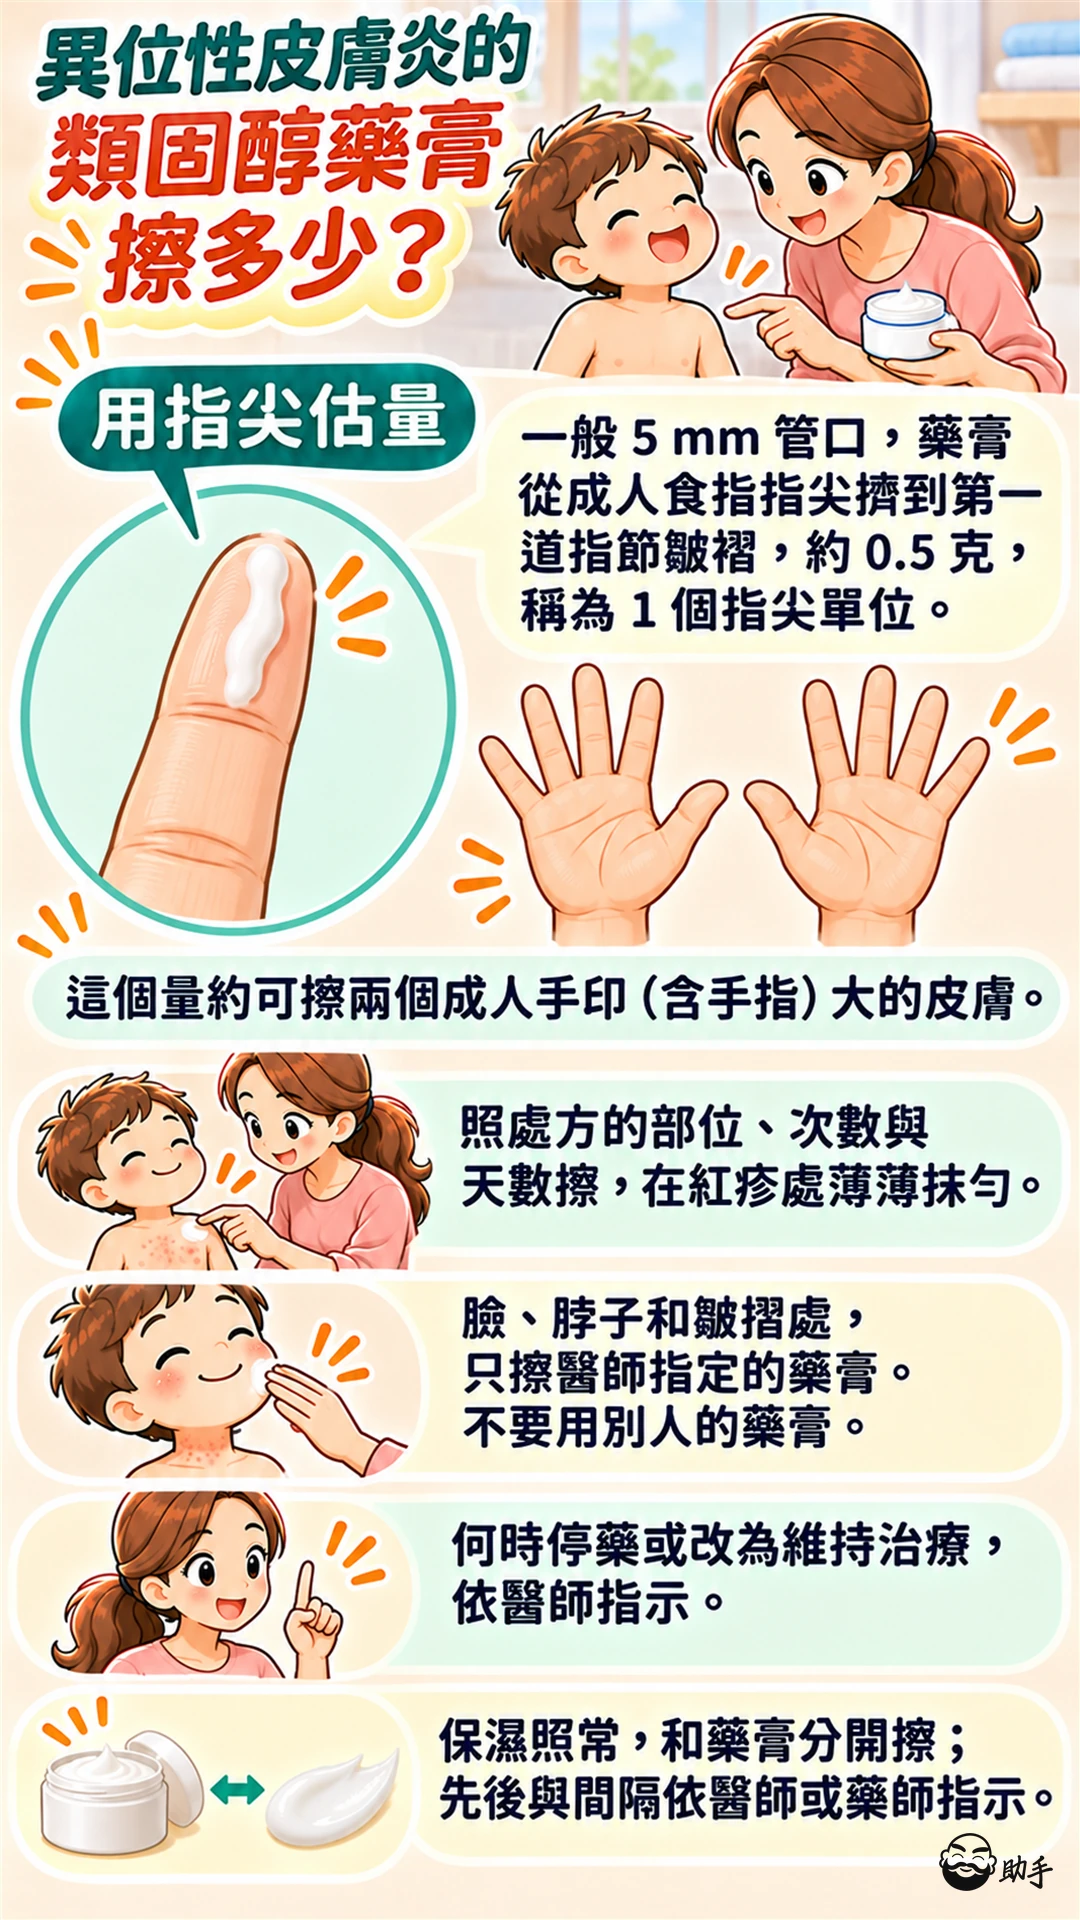 異位性皮膚炎的
類固醇藥膏
擦多少？
用指尖估量
一般 5 mm 管口，藥膏
從成人食指指尖擠到第一
道指節皺褶，約 0.5 克，
稱為 1 個指尖單位。
這個量約可擦兩個成人手印（含手指）大的皮膚。
照處方的部位、次數與
天數擦，在紅疹處薄薄抹勻。
臉、脖子和皺摺處，
只擦醫師指定的藥膏。
不要用別人的藥膏。
何時停藥或改為維持治療，
依醫師指示。
保濕照常，和藥膏分開擦；
先後與間隔依醫師或藥師指示。
助手